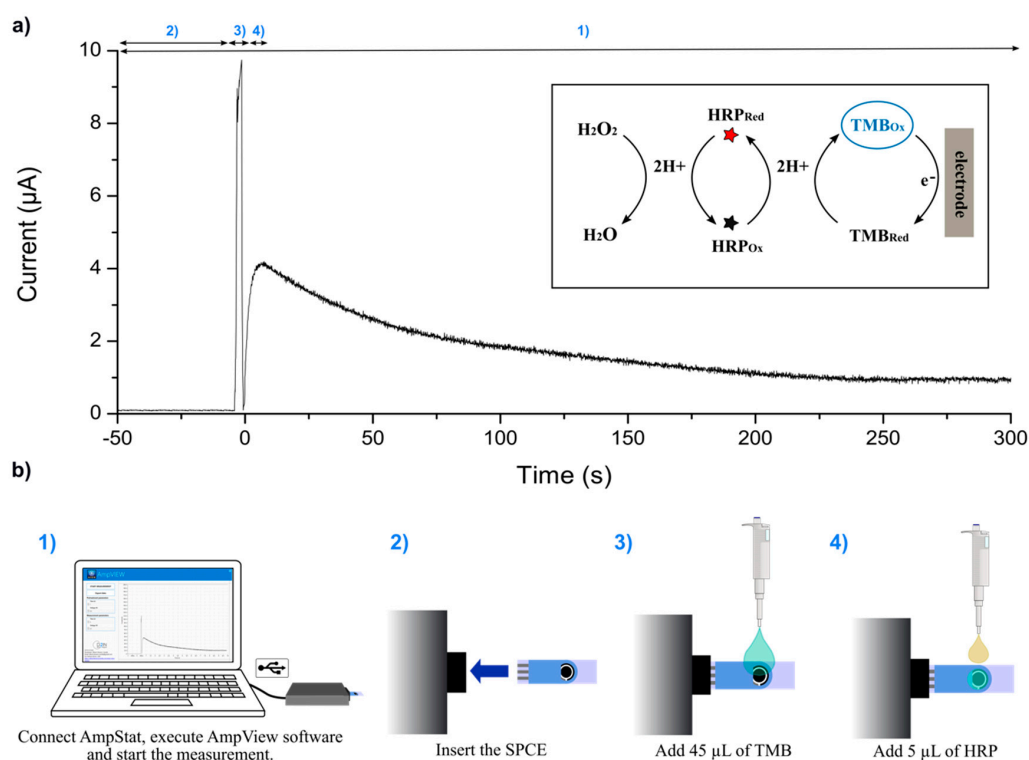 a)
2)
3)
4)
1)
10
8
6
4
2
0
Current (µA)
-50
0
50
100
150
200
250
300
Time (s)
H2O2
H2O
2H+
HRPRed
HRPOx
2H+
TMBOx
TMBRed
e-
electrode
b)
1)
AmpVIEW
Connect AmpStat, execute AmpView software
and start the measurement.
2)
Insert the SPCE
3)
Add 45 µL of TMB
4)
Add 5 µL of HRP